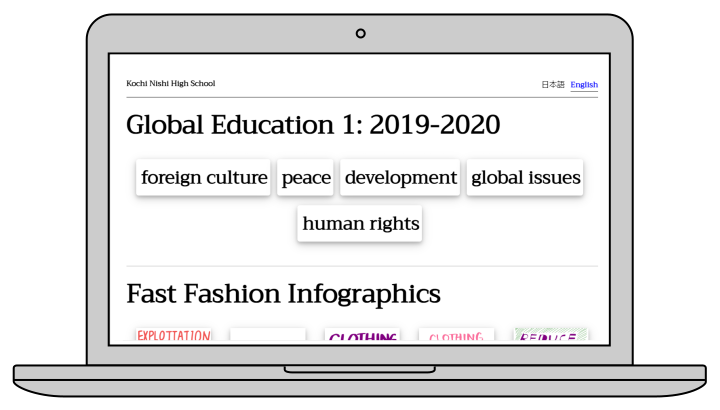 Kochi Nishi High School
日本語 English
Global Education 1: 2019-2020
foreign culture peace development global issues
human rights
Fast Fashion Infographics
EXPLOTTATION CLOTHING CLOTHING REDUCE